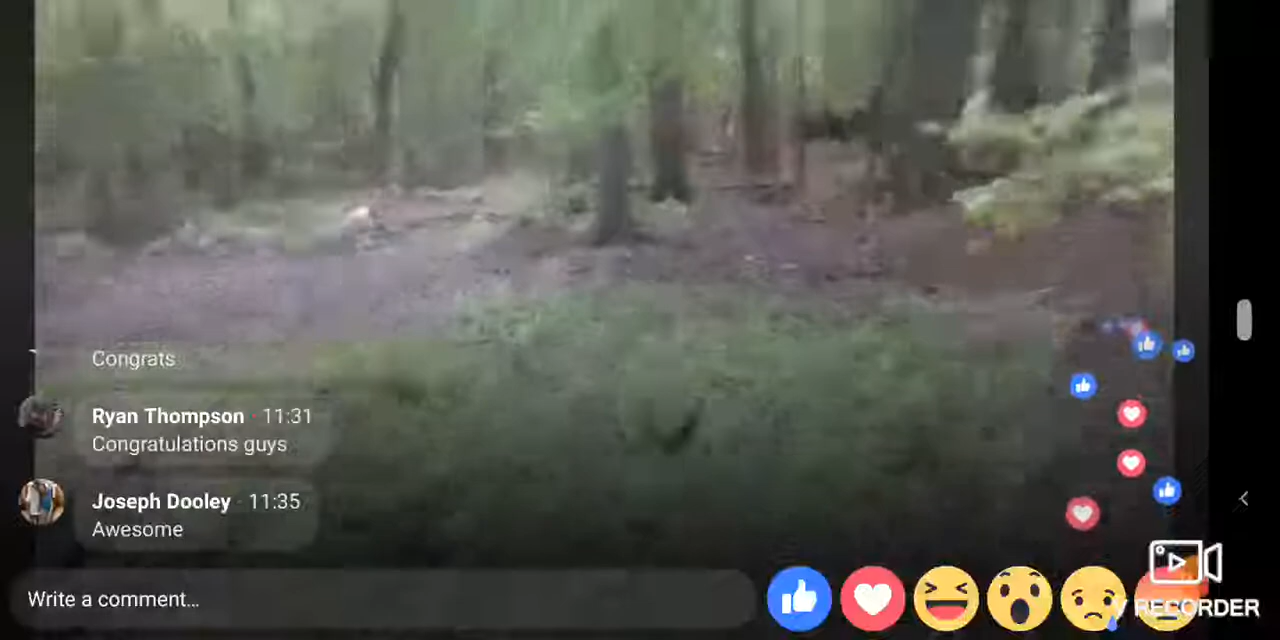 Congrats
Ryan Thompson · 11:31
Congratulations guys
Joseph Dooley · 11:35
Awesome
Write a comment...
V RECORDER